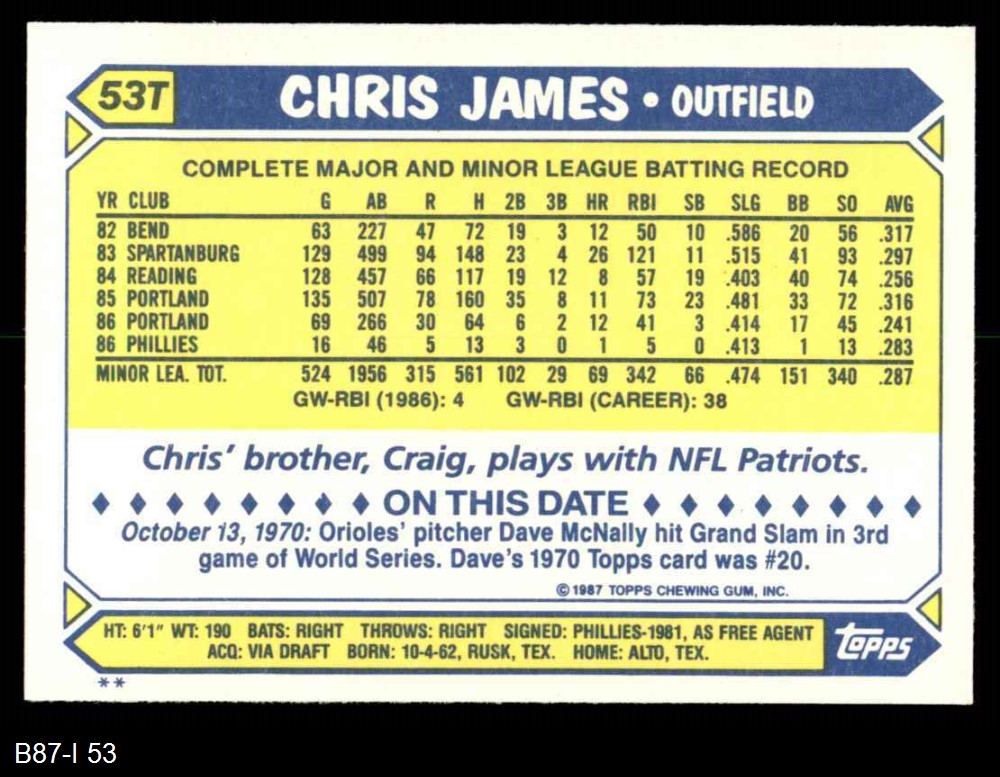 53T CHRIS JAMES • OUTFIELD
COMPLETE MAJOR AND MINOR LEAGUE BATTING RECORD
YR CLUB G AB R H 2B 3B HR RBI SB SLG BB SO AVG
82 BEND 63 227 47 72 19 3 12 50 10 .586 20 56 .317
83 SPARTANBURG 129 499 94 148 23 4 26 121 11 .515 41 93 .297
84 READING 128 457 66 117 19 12 8 57 19 .403 40 74 .256
85 PORTLAND 135 507 78 160 35 8 11 73 23 .481 33 72 .316
86 PORTLAND 69 266 30 64 6 2 12 41 3 .414 17 45 .241
86 PHILLIES 16 46 5 13 3 0 1 5 0 .413 1 13 .283
MINOR LEA. TOT. 524 1956 315 561 102 29 69 342 66 .474 151 340 .287
GW-RBI (1986): 4 GW-RBI (CAREER): 38
Chris' brother, Craig, plays with NFL Patriots.
♦ ♦ ♦ ♦ ♦ ♦ ♦ ♦ ON THIS DATE ♦ ♦ ♦ ♦ ♦ ♦ ♦ ♦
October 13, 1970: Orioles' pitcher Dave McNally hit Grand Slam in 3rd
game of World Series. Dave's 1970 Topps card was #20.
© 1987 TOPPS CHEWING GUM, INC.
HT: 6'1" WT: 190 BATS: RIGHT THROWS: RIGHT SIGNED: PHILLIES-1981, AS FREE AGENT
ACQ: VIA DRAFT BORN: 10-4-62, RUSK, TEX. HOME: ALTO, TEX.
Topps
**
B87-I 53